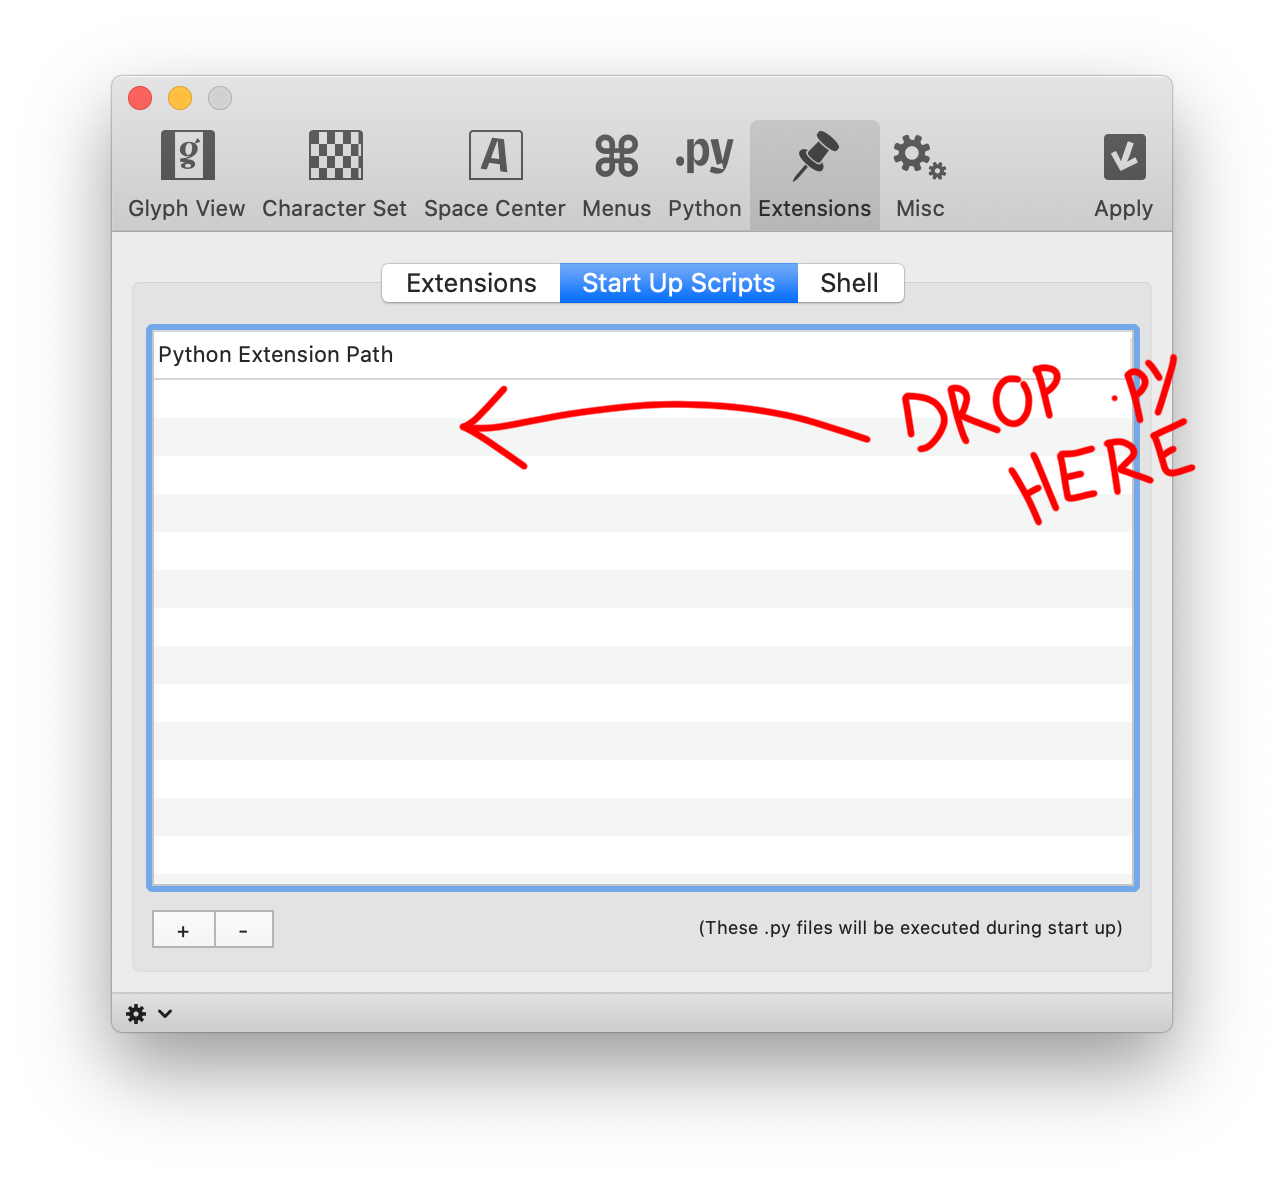 g A .py
Glyph View Character Set Space Center Menus Python Extensions Misc Apply
Extensions Start Up Scripts Shell
Python Extension Path
DROP .PY
HERE
+ -
(These .py files will be executed during start up)